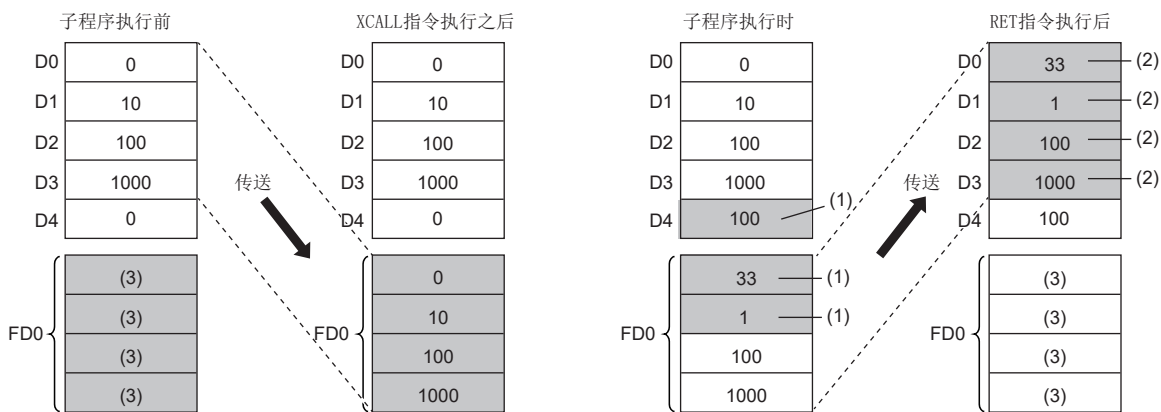 子程序执行前
D0 0
D1 10
D2 100
D3 1000
D4 0
传送
FD0
(3)
(3)
(3)
(3)
XCALL指令执行之后
D0 0
D1 10
D2 100
D3 1000
D4 0
FD0
0
10
100
1000
子程序执行时
D0 0
D1 10
D2 100
D3 1000
D4 100 (1)
传送
FD0
33 (1)
1 (1)
100
1000
RET指令执行后
D0 33 (2)
D1 1 (2)
D2 100 (2)
D3 1000 (2)
D4 100
FD0
(3)
(3)
(3)
(3)